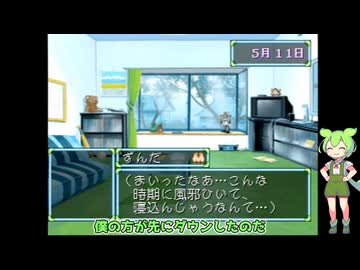 5月11日
ずんだ
(まいったなあ…こんな
時期に風邪ひいて、
寝込んじゃうなんて…)
僕の方が先にダウンしたのだ